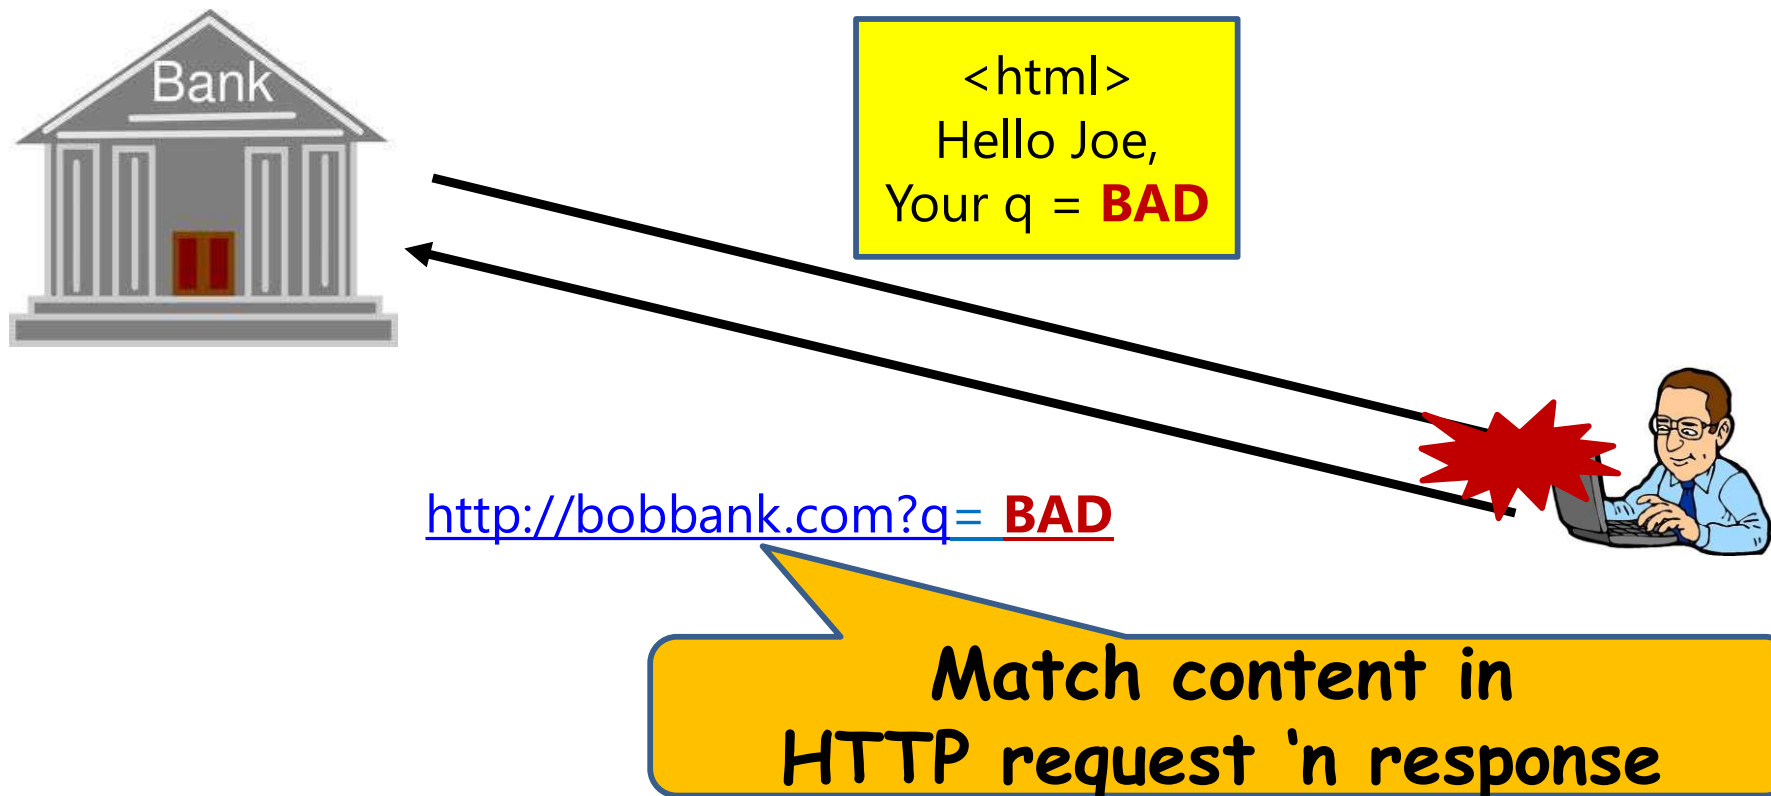 Bank
<html>
Hello Joe,
Your q = BAD
http://bobbank.com?q= BAD
Match content in
HTTP request ‘n response